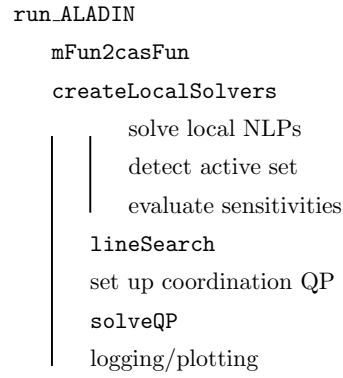 run_ALADIN
mFun2casFun
createLocalSolvers
solve local NLPs
detect active set
evaluate sensitivities
lineSearch
set up coordination QP
solveQP
logging/plotting